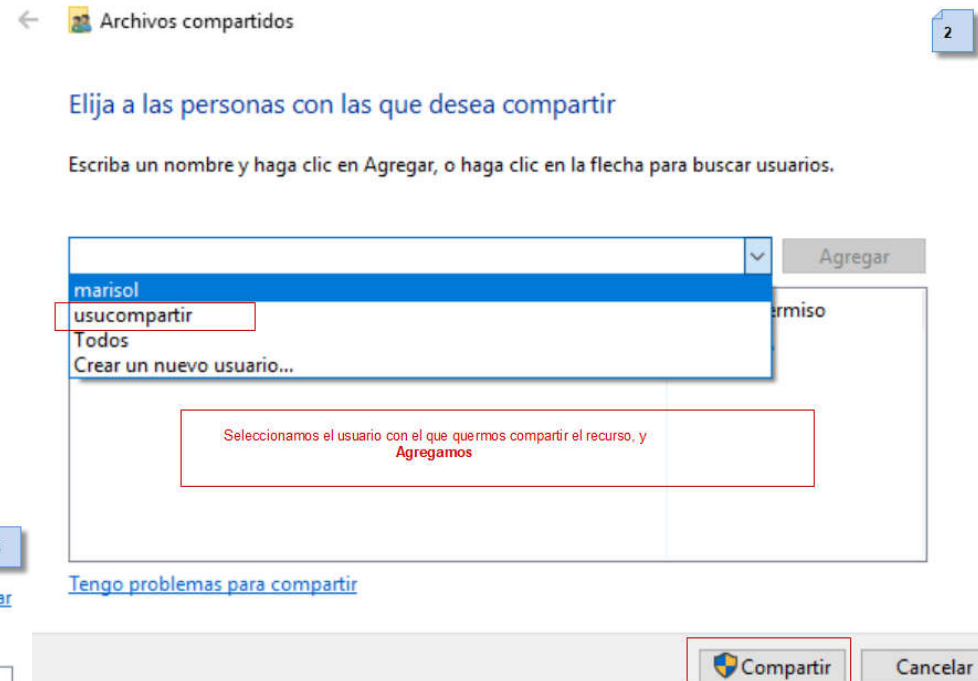 Archivos compartidos
2
Elija a las personas con las que desea compartir
Escriba un nombre y haga clic en Agregar, o haga clic en la flecha para buscar usuarios.
Agregar
marisol
usucompartir
Todos
Crear un nuevo usuario...
Seleccionamos el usuario con el que quermos compartir el recurso, y
Agregamos
Tengo problemas para compartir
Compartir
Cancelar